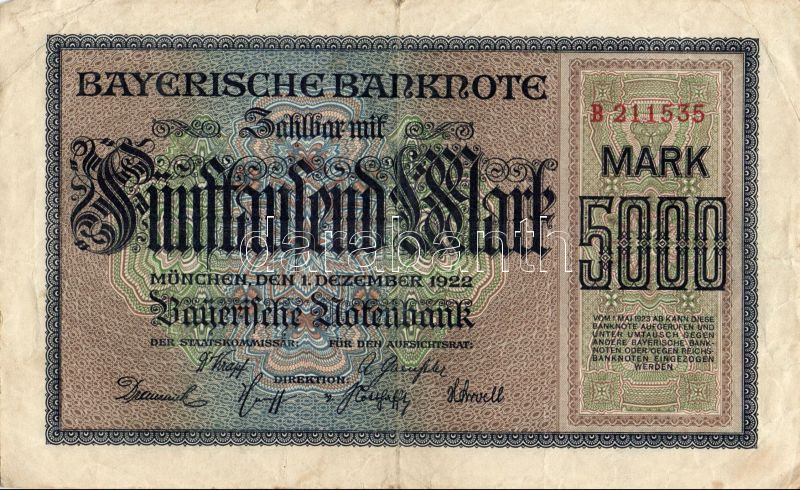 BAYERISCHE BANKNOTE
Zahlbar mit
Fünftausend Mark
MÜNCHEN, DEN 1. DEZEMBER 1922
Bayerische Notenbank
DER STAATSKOMMISSÄR: FÜR DEN AUFSICHTSRAT:
DIREKTION:
B 211535
MARK
5000
VOM 1. MAI 1923 AB KANN DIESE
BANKNOTE AUFGERUFEN UND
UNTER UMTAUSCH GEGEN
ANDERE BAYERISCHE BANK-
NOTEN ODER GEGEN REICHS-
BANKNOTEN EINGEZOGEN
WERDEN.
darabanth